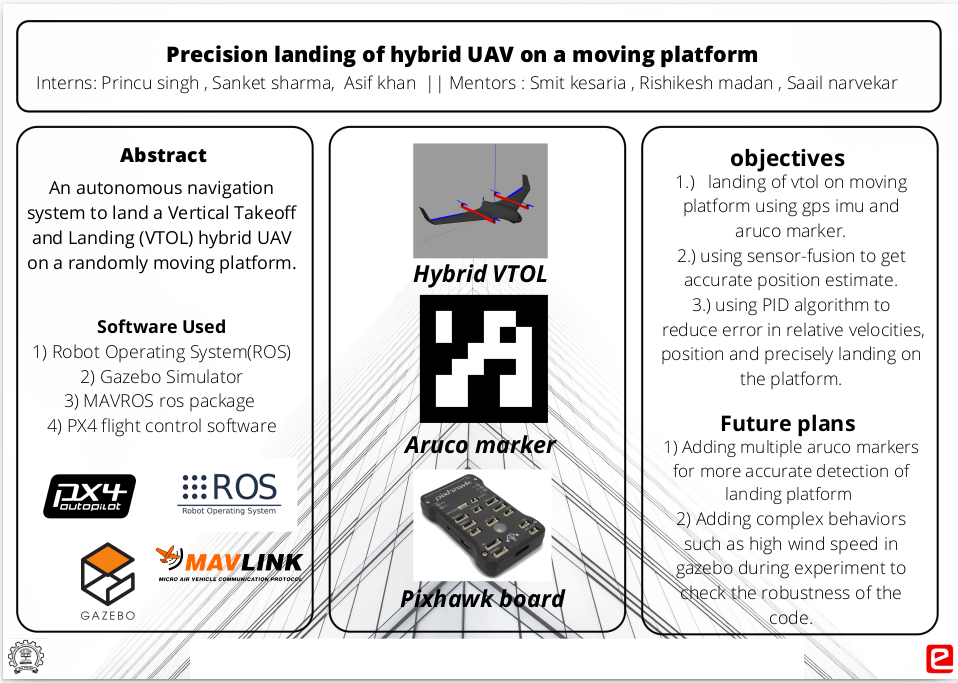 Precision landing of hybrid UAV on a moving platform
Interns: Princu singh , Sanket sharma, Asif khan || Mentors : Smit kesaria , Rishikesh madan , Saail narvekar
Abstract
An autonomous navigation
system to land a Vertical Takeoff
and Landing (VTOL) hybrid UAV
on a randomly moving platform.
Software Used
1) Robot Operating System(ROS)
2) Gazebo Simulator
3) MAVROS ros package
4) PX4 flight control software
px4
autopilot
ROS
Robot Operating System
GAZEBO
MAVLINK
MICRO AIR VEHICLE COMMUNICATION PROTOCOL
Hybrid VTOL
Aruco marker
pixhawk
Pixhawk board
objectives
1.) landing of vtol on moving
platform using gps imu and
aruco marker.
2.) using sensor-fusion to get
accurate position estimate.
3.) using PID algorithm to
reduce error in relative velocities,
position and precisely landing on
the platform.
Future plans
1) Adding multiple aruco markers
for more accurate detection of
landing platform
2) Adding complex behaviors
such as high wind speed in
gazebo during experiment to
check the robustness of the
code.
e